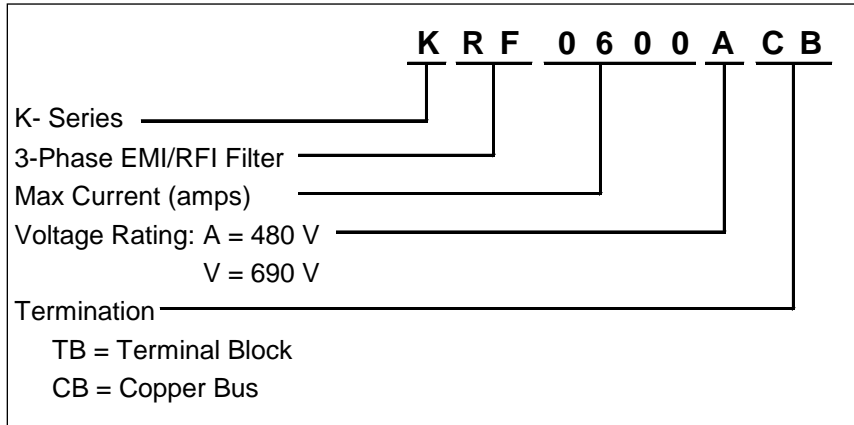 K R F 0 6 0 0 A C B
K- Series
3-Phase EMI/RFI Filter
Max Current (amps)
Voltage Rating: A = 480 V
V = 690 V
Termination
TB = Terminal Block
CB = Copper Bus